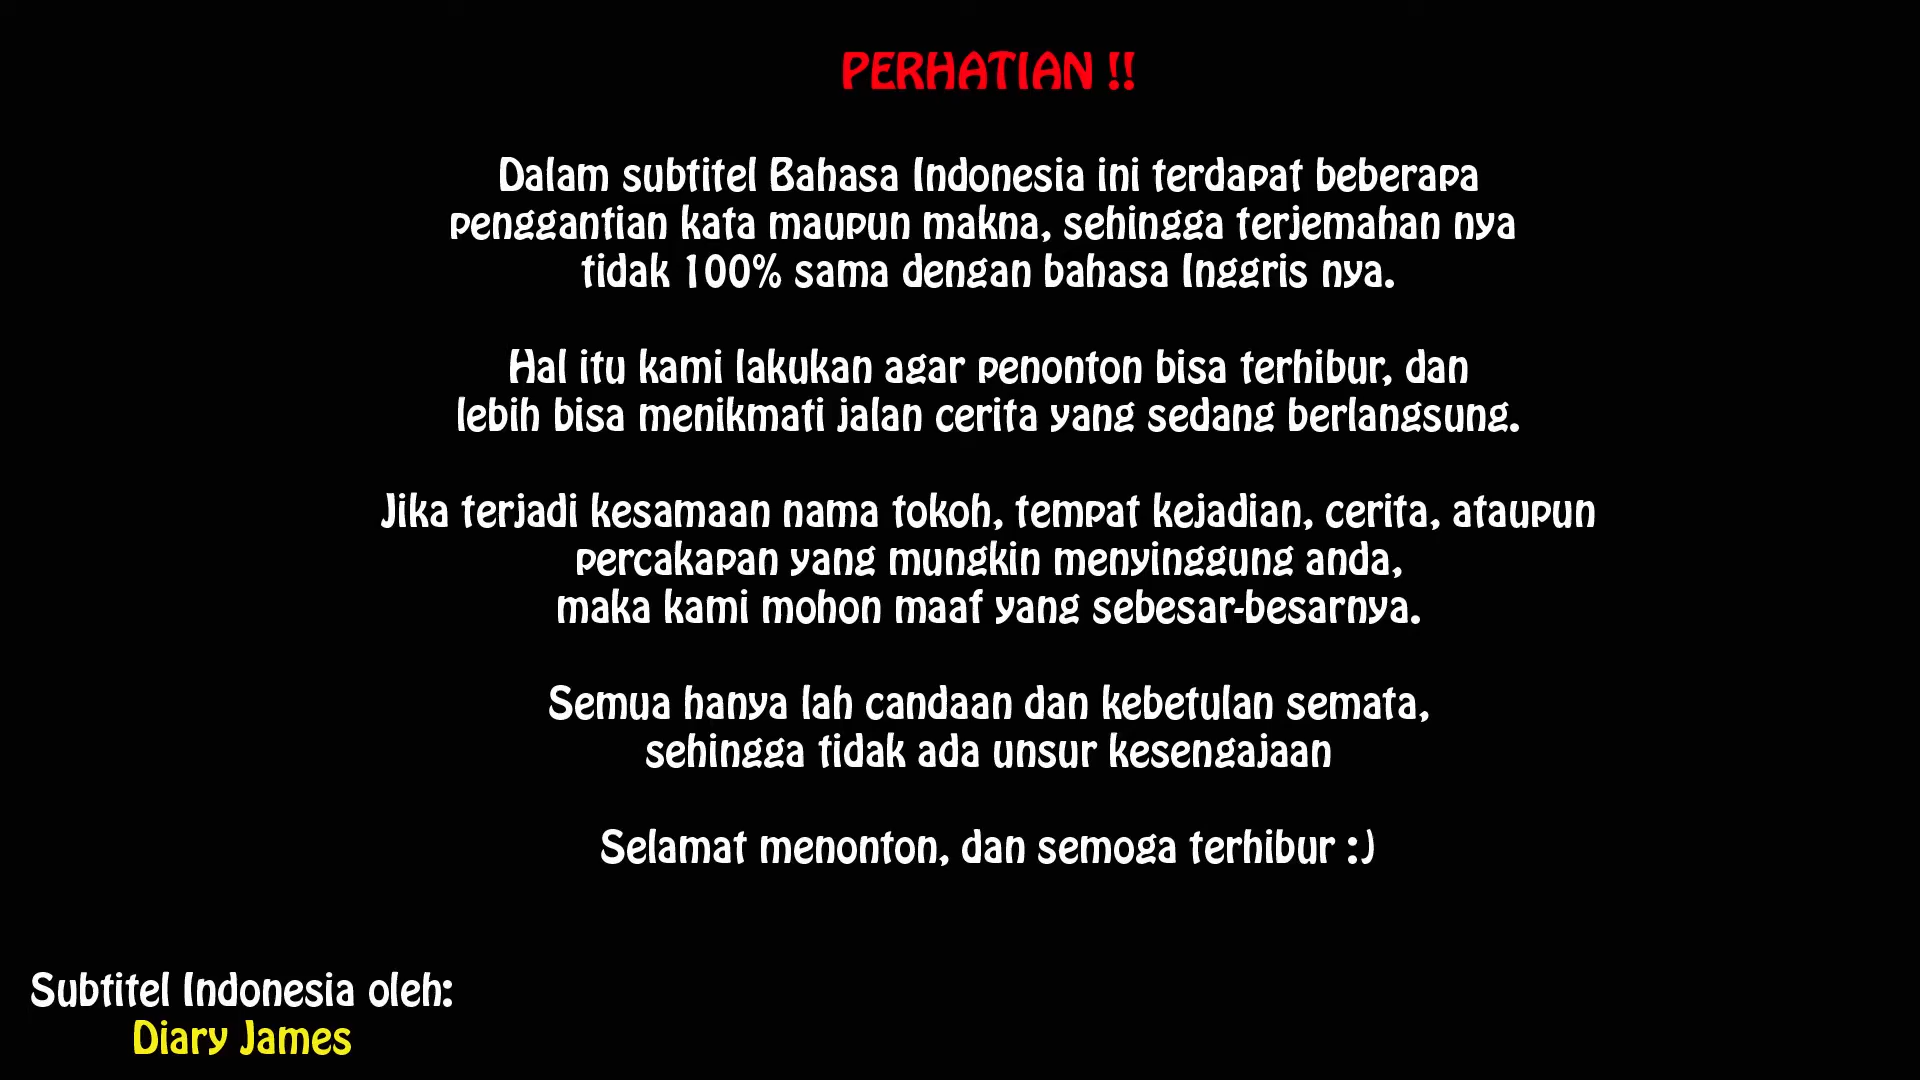 PERHATIAN !!
Dalam subtitel Bahasa Indonesia ini terdapat beberapa
penggantian kata maupun makna, sehingga terjemahan nya
tidak 100% sama dengan bahasa Inggris nya.
Hal itu kami lakukan agar penonton bisa terhibur, dan
lebih bisa menikmati jalan cerita yang sedang berlangsung.
Jika terjadi kesamaan nama tokoh, tempat kejadian, cerita, ataupun
percakapan yang mungkin menyinggung anda,
maka kami mohon maaf yang sebesar-besarnya.
Semua hanya lah candaan dan kebetulan semata,
sehingga tidak ada unsur kesengajaan
Selamat menonton, dan semoga terhibur :)
Subtitel Indonesia oleh:
Diary James